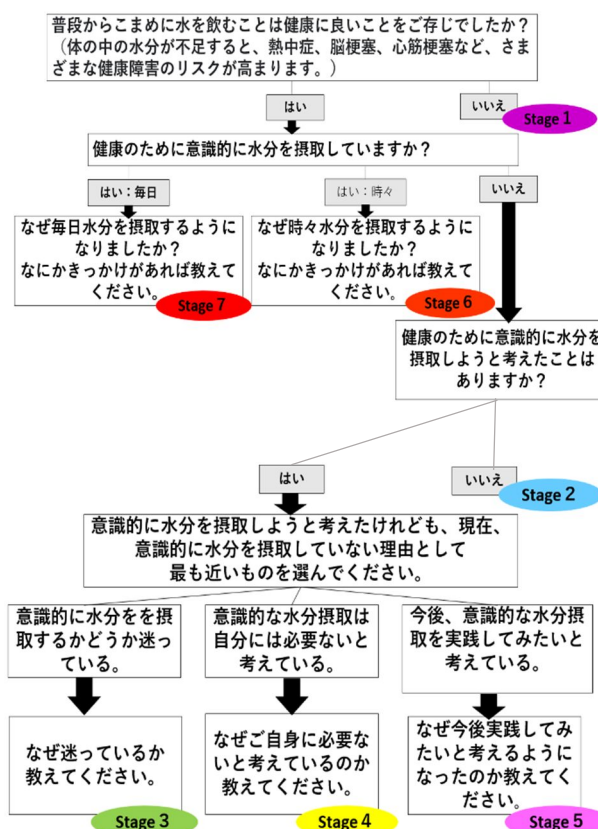 普段からこまめに水を飲むことは健康に良いことをご存じでしたか？
（体の中の水分が不足すると、熱中症、脳梗塞、心筋梗塞など、さま
ざまな健康障害のリスクが高まります。）
はい
いいえ
Stage 1
健康のために意識的に水分を摂取していますか？
はい：毎日
はい：時々
いいえ
なぜ毎日水分を摂取するように
なりましたか？
なにかきっかけがあれば教えて
ください。
Stage 7
なぜ時々水分を摂取するように
なりましたか？
なにかきっかけがあれば教えて
ください。
Stage 6
健康のために意識的に水分を
摂取しようと考えたことは
ありますか？
はい
いいえ
Stage 2
意識的に水分を摂取しようと考えたけれども、現在、
意識的に水分を摂取していない理由として
最も近いものを選んでください。
意識的に水分をを摂
取するかどうか迷っ
ている。
意識的な水分摂取は
自分には必要ないと
考えている。
今後、意識的な水分摂
取を実践してみたいと
考えている。
なぜ迷っているか
教えてください。
Stage 3
なぜご自身に必要
ないと考えているのか
教えてください。
Stage 4
なぜ今後実践してみ
たいと考えるように
なったのか教えてくだ
さい。
Stage 5